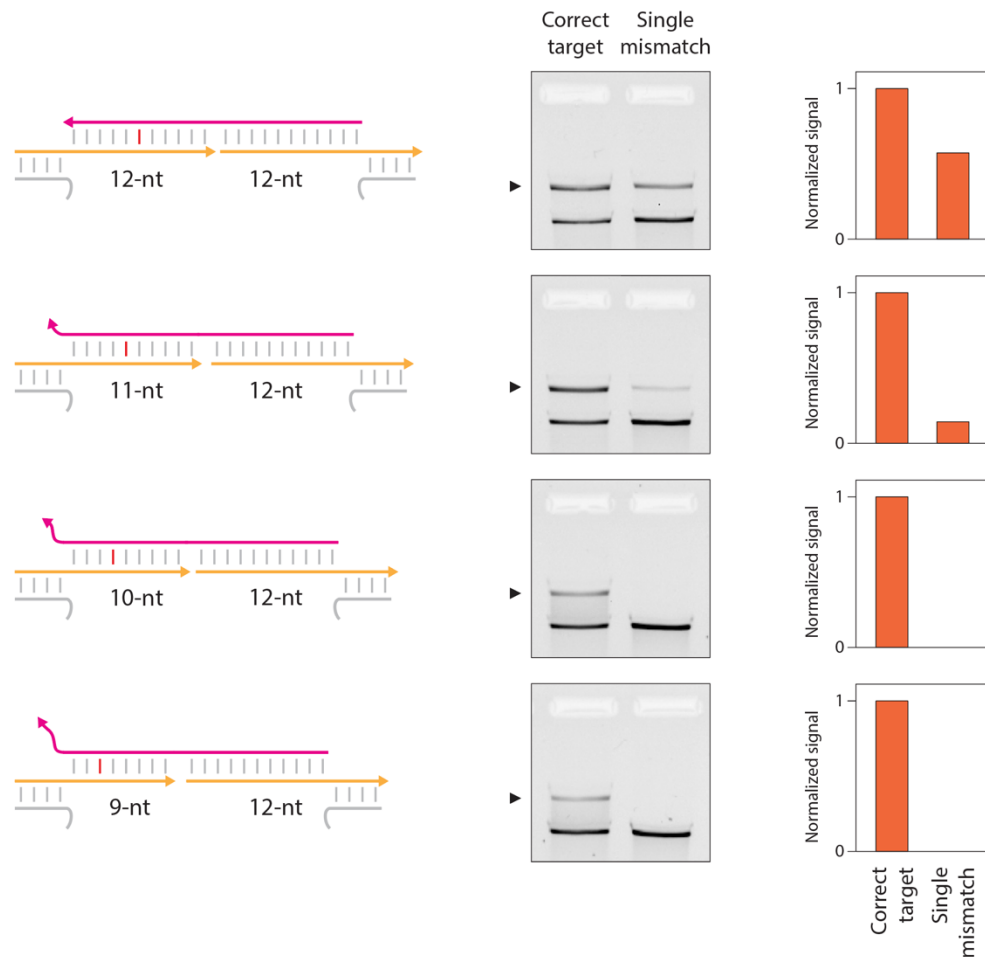 Correct
target
Single
mismatch
12-nt
12-nt
Normalized signal
1
0
11-nt
12-nt
Normalized signal
1
0
10-nt
12-nt
Normalized signal
1
0
9-nt
12-nt
Normalized signal
1
0
Correct
target
Single
mismatch